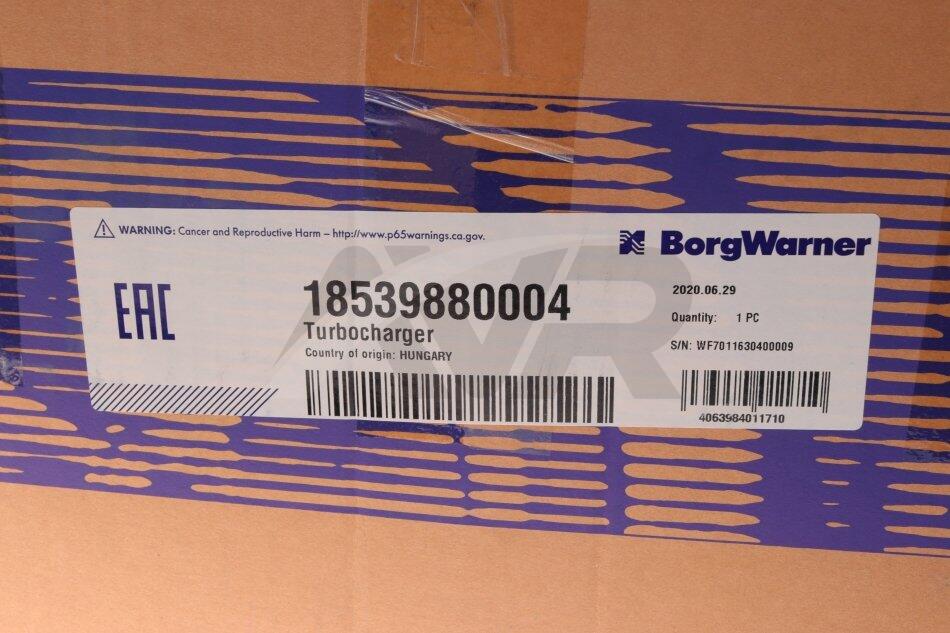 WARNING: Cancer and Reproductive Harm – http://www.p65warnings.ca.gov.
BorgWarner
EAC
18539880004
Turbocharger
Country of origin: HUNGARY
2020.06.29
Quantity: 1 PC
S/N: WF7011630400009
4063984011710
AVR